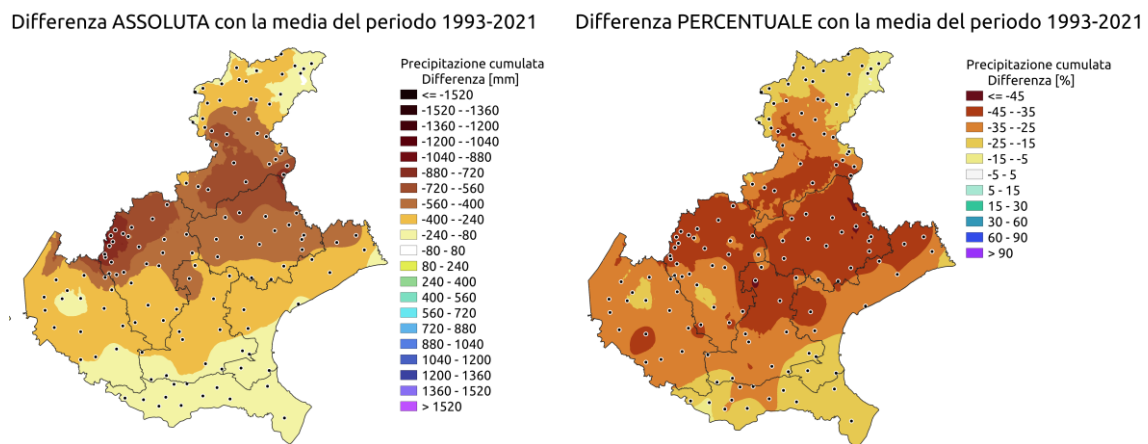 Differenza ASSOLUTA con la media del periodo 1993-2021
Precipitazione cumulata
Differenza [mm]
<= -1520
-1520 - -1360
-1360 - -1200
-1200 - -1040
-1040 - -880
-880 - -720
-720 - -560
-560 - -400
-400 - -240
-240 - -80
-80 - 80
80 - 240
240 - 400
400 - 560
560 - 720
720 - 880
880 - 1040
1040 - 1200
1200 - 1360
1360 - 1520
> 1520
Differenza PERCENTUALE con la media del periodo 1993-2021
Precipitazione cumulata
Differenza [%]
<= -45
-45 - -35
-35 - -25
-25 - -15
-15 - -5
-5 - 5
5 - 15
15 - 30
30 - 60
60 - 90
> 90